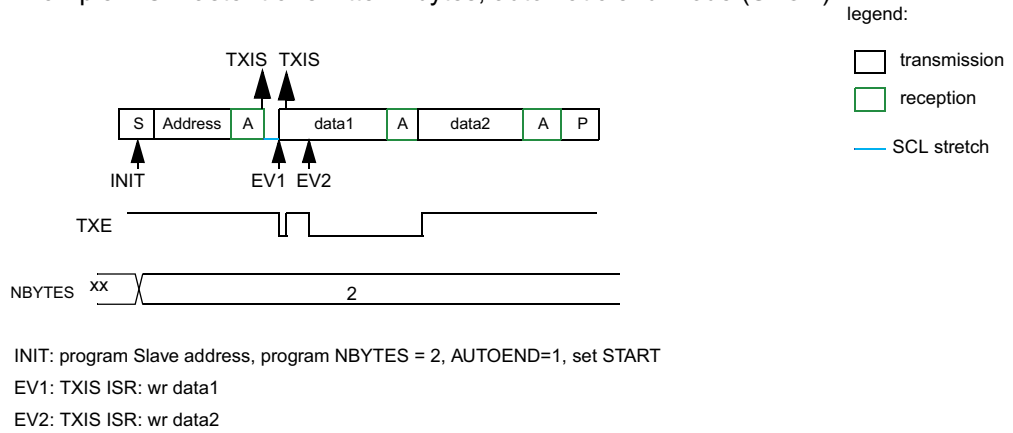 legend:
transmission
reception
SCL stretch
TXIS TXIS
S Address A data1 A data2 A P
INIT EV1 EV2
TXE
NBYTES xx 2
INIT: program Slave address, program NBYTES = 2, AUTOEND=1, set START
EV1: TXIS ISR: wr data1
EV2: TXIS ISR: wr data2